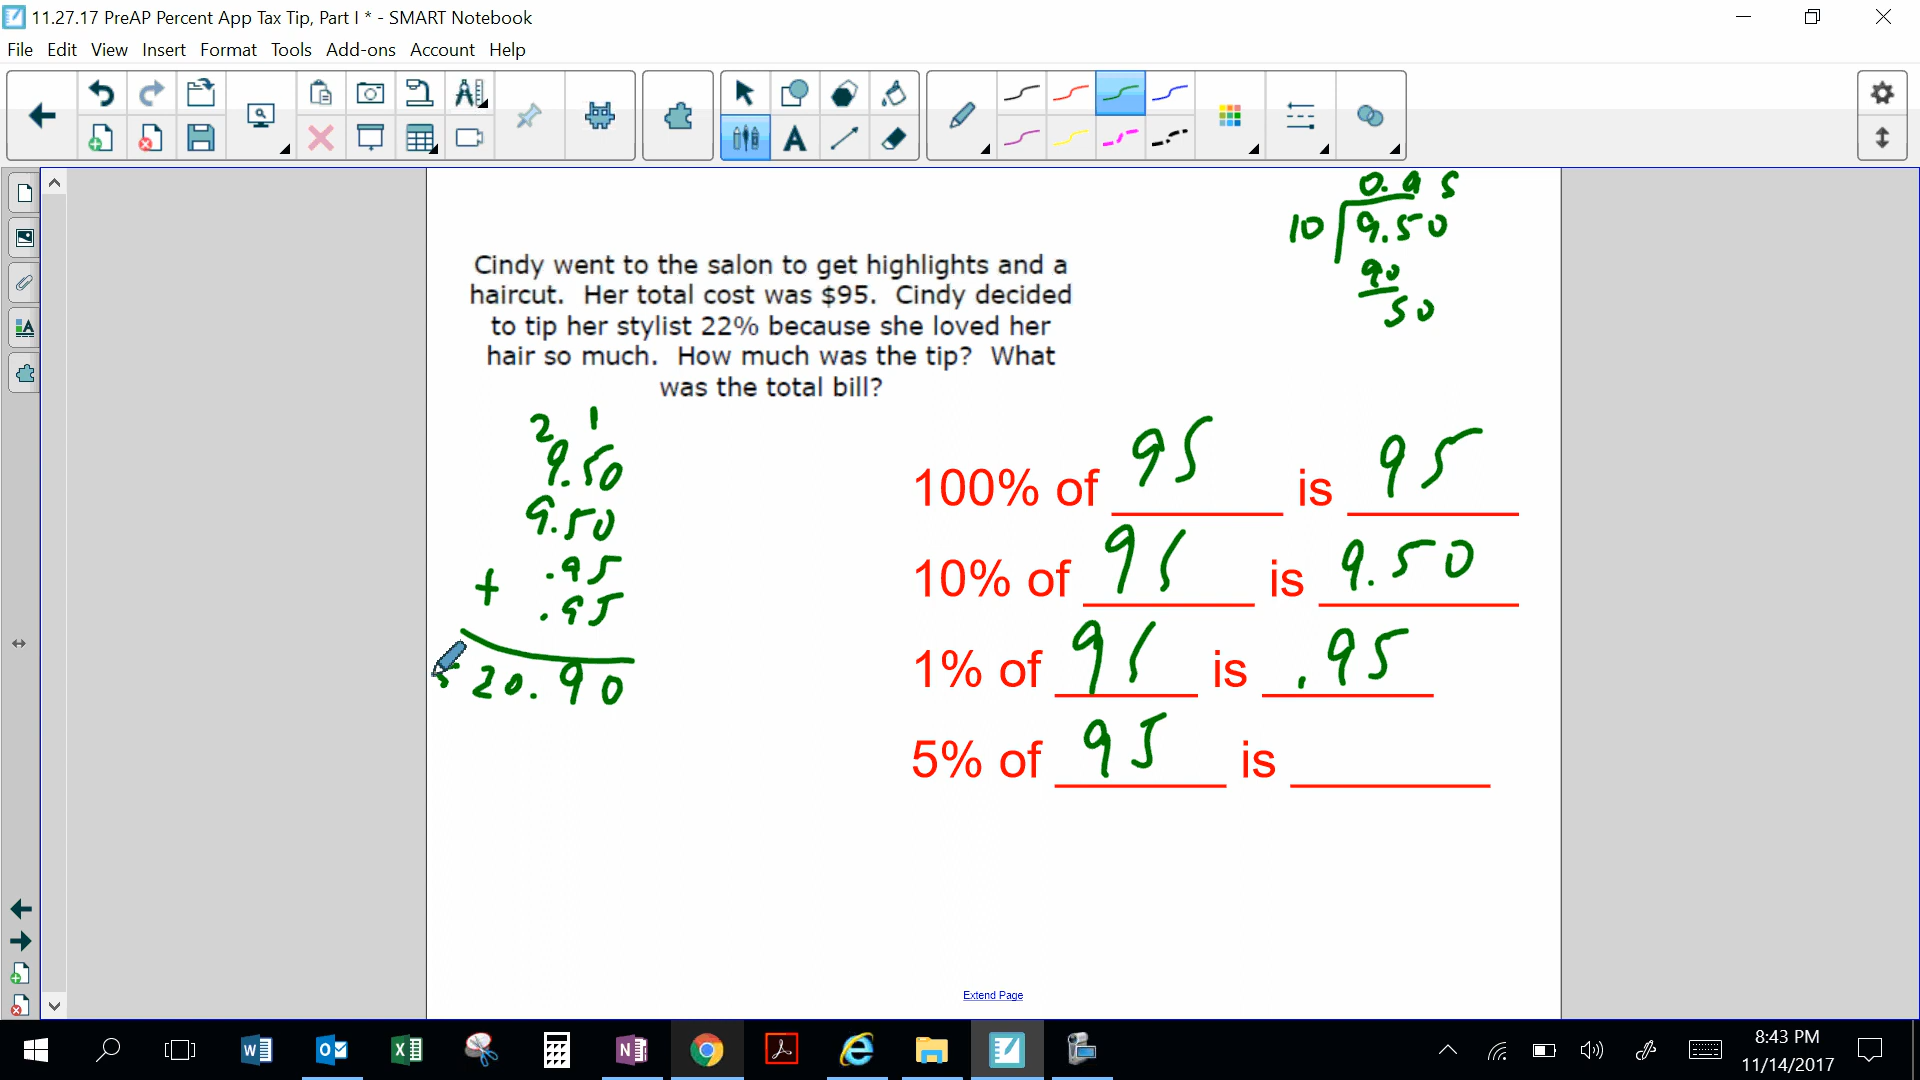 11.27.17 PreAP Percent App Tax Tip, Part I * - SMART Notebook
File Edit View Insert Format Tools Add-ons Account Help
0.95
10 9.50
90
50
Cindy went to the salon to get highlights and a
haircut. Her total cost was $95. Cindy decided
to tip her stylist 22% because she loved her
hair so much. How much was the tip? What
was the total bill?
2 1
9.50
9.50
.95
+ .95
20.90
100% of 95 is 95
10% of 95 is 9.50
1% of 95 is .95
5% of 95 is
Extend Page
8:43 PM
11/14/2017